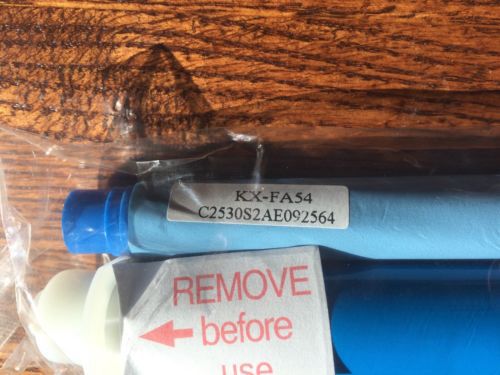 KX-FA54
C2530S2AE092564
REMOVE
before
use